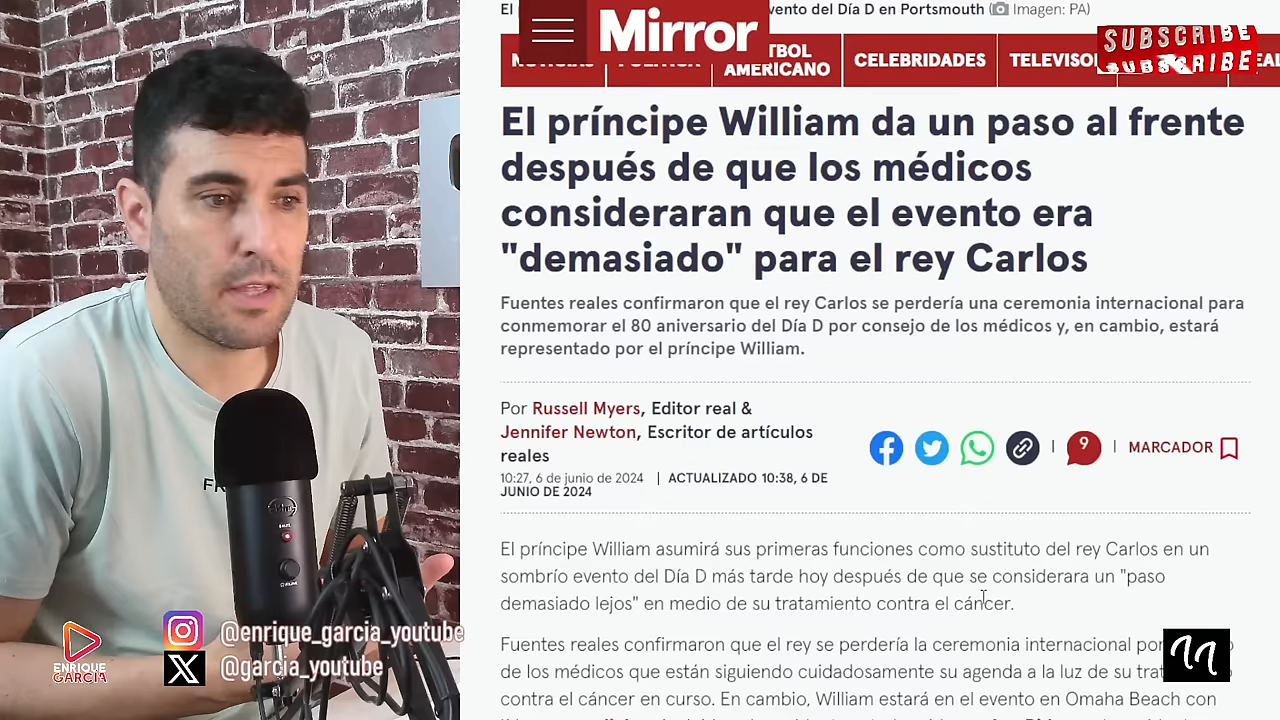 El
vento del Día D en Portsmouth (Imagen: PA)
Mirror
SUBSCRIBE
SUBSCRIBE
NOTICIAS
POLÍTICA
TBOL
AMERICANO
CELEBRIDADES
El príncipe William da un paso al frente
después de que los médicos
consideraran que el evento era
"demasiado" para el rey Carlos
Fuentes reales confirmaron que el rey Carlos se perdería una ceremonia internacional para
conmemorar el 80 aniversario del Día D por consejo de los médicos y, en cambio, estará
representado por el príncipe William.
Por Russell Myers, Editor real &
Jennifer Newton, Escritor de artículos
reales
10:27, 6 de junio de 2024 | ACTUALIZADO 10:38, 6 DE
JUNIO DE 2024
9
MARCADOR
El príncipe William asumirá sus primeras funciones como sustituto del rey Carlos en un
sombrío evento del Día D más tarde hoy después de que se considerara un "paso
demasiado lejos" en medio de su tratamiento contra el cáncer.
Fuentes reales confirmaron que el rey se perdería la ceremonia internacional por
de los médicos que están siguiendo cuidadosamente su agenda a la luz de su
contra el cáncer en curso. En cambio, William estará en el evento en Omaha Beach con
ENRIQUE
GARCIA
@enrique_garcia_youtube
@garcia_youtube